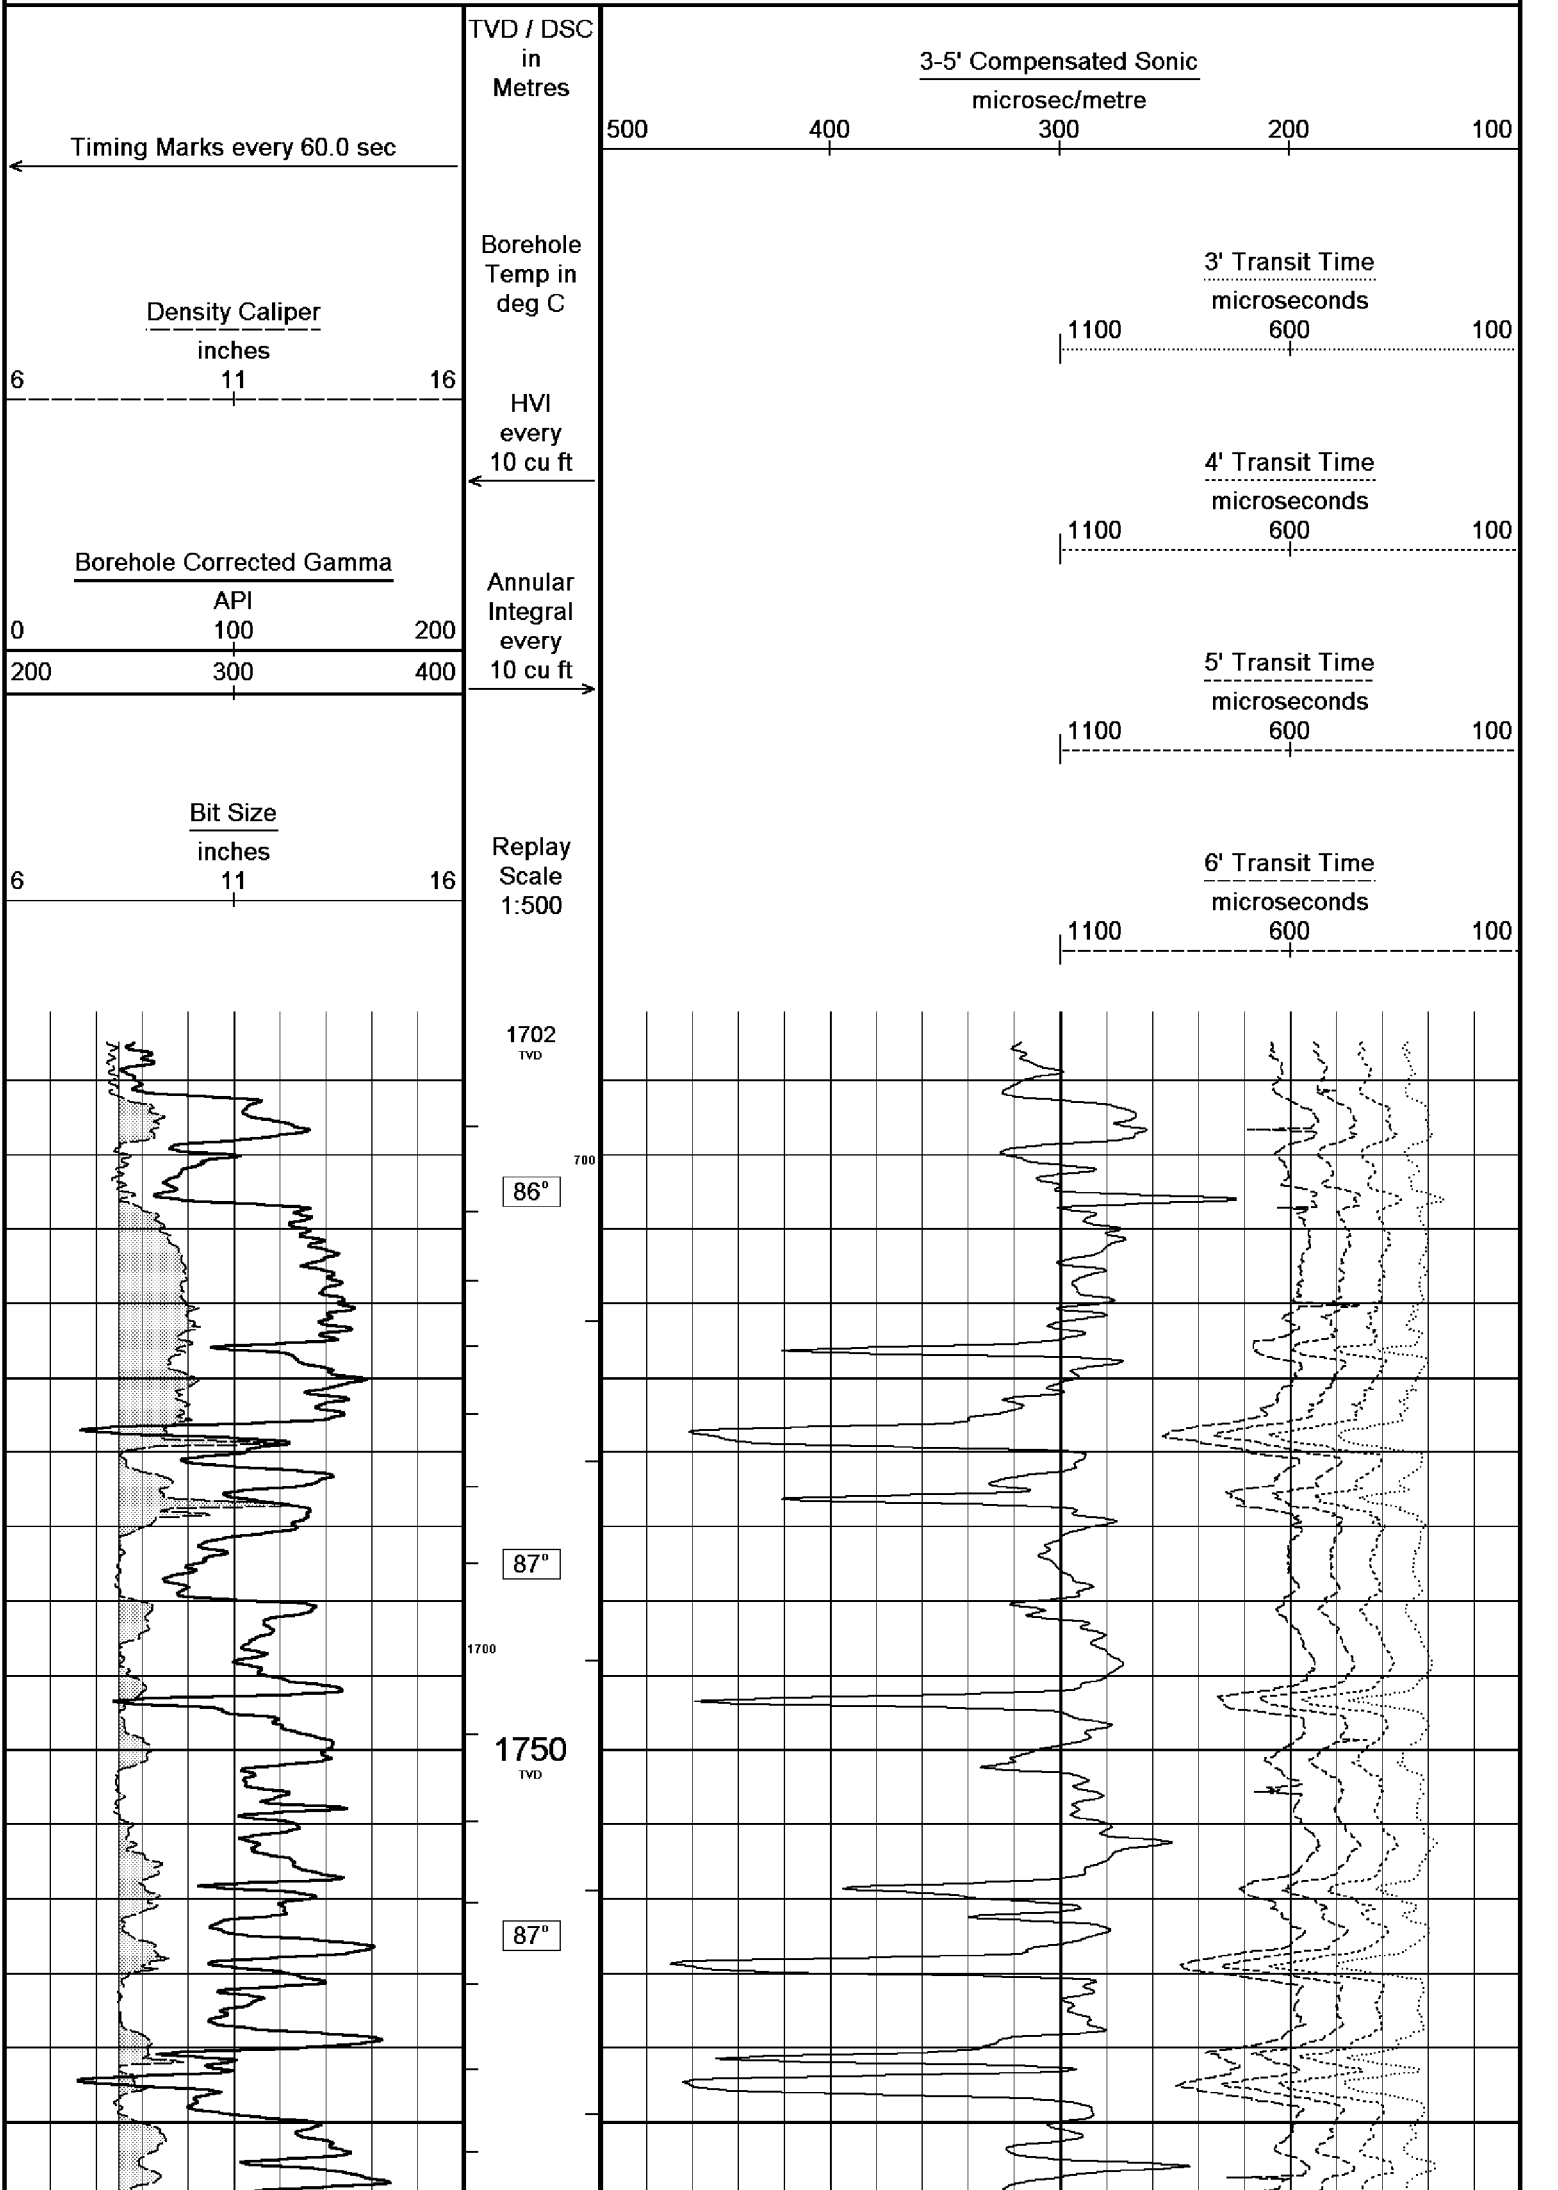 Timing Marks every 60.0 sec
Density Caliper
inches
6 11 16
Borehole Corrected Gamma
API
0 100 200
200 300 400
Bit Size
inches
6 11 16
TVD / DSC
in
Metres
Borehole
Temp in
deg C
HVI
every
10 cu ft
Annular
Integral
every
10 cu ft
Replay
Scale
1:500
3-5' Compensated Sonic
microsec/metre
500 400 300 200 100
3' Transit Time
microseconds
1100 600 100
4' Transit Time
microseconds
1100 600 100
5' Transit Time
microseconds
1100 600 100
6' Transit Time
microseconds
1100 600 100
1702
TVD
700
86°
87°
1700
1750
TVD
87°